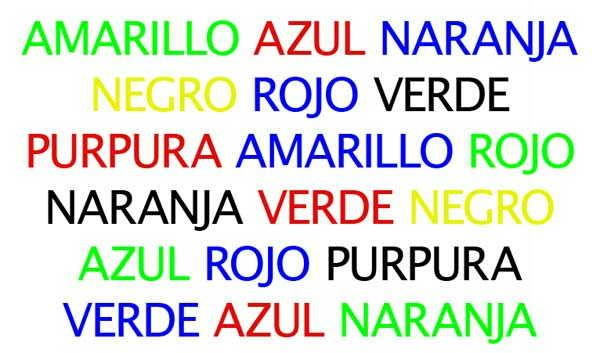 AMARILLO AZUL NARANJA
NEGRO ROJO VERDE
PURPURA AMARILLO ROJO
NARANJA VERDE NEGRO
AZUL ROJO PURPURA
VERDE AZUL NARANJA